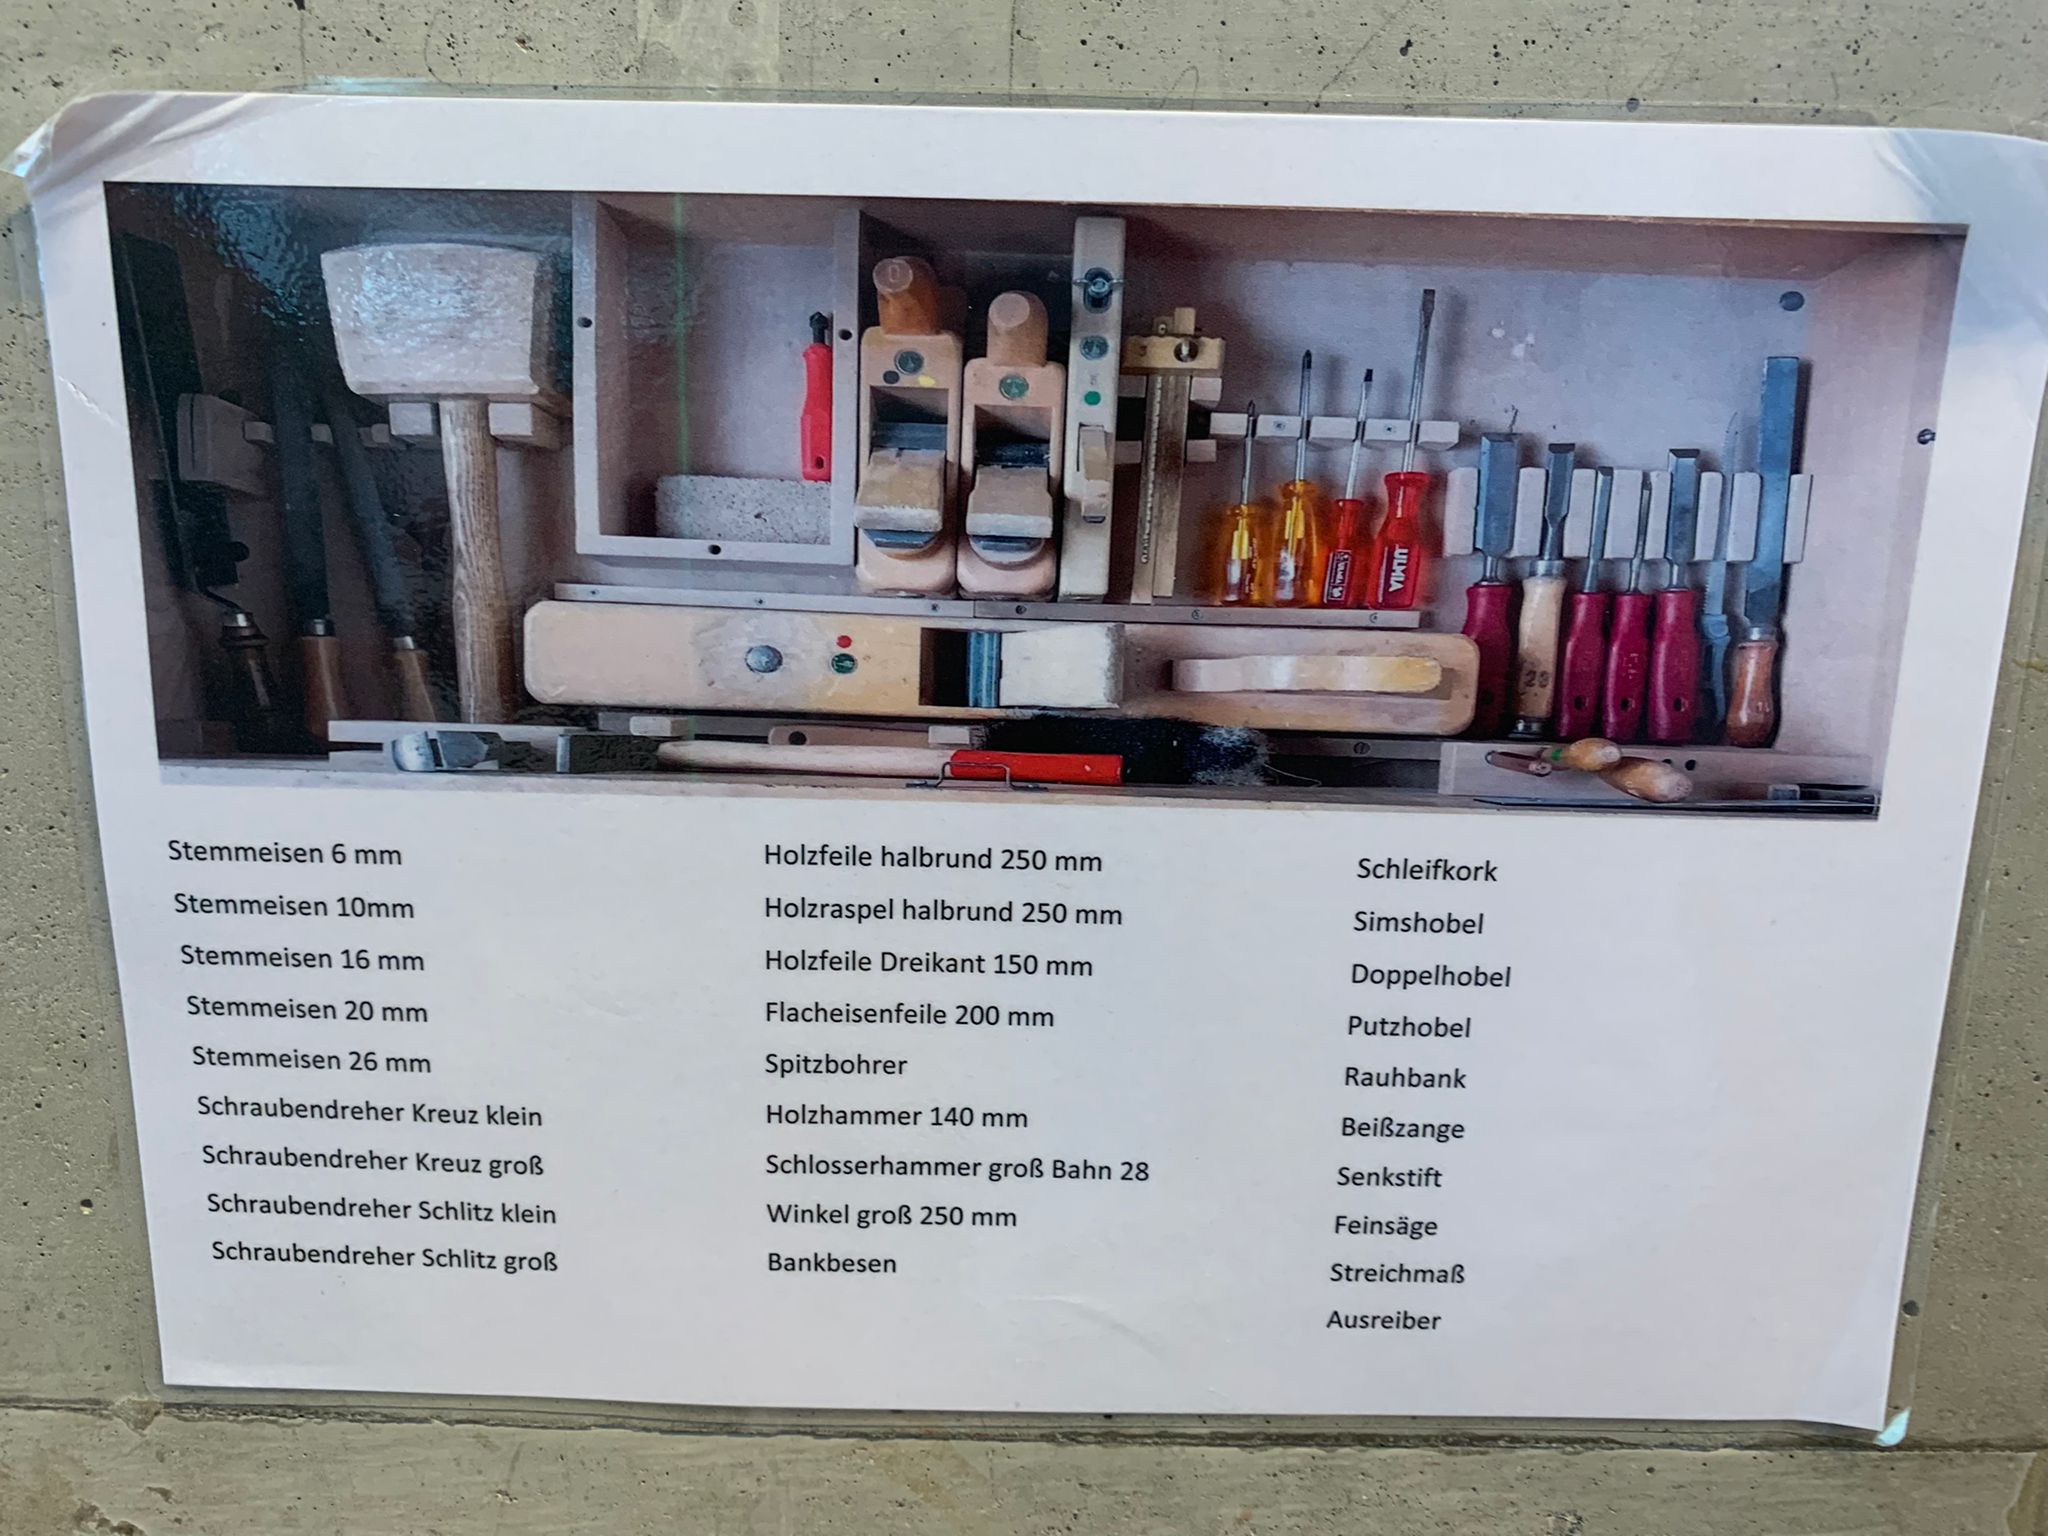 ULMIA
Stemmeisen 6 mm
Stemmeisen 10mm
Stemmeisen 16 mm
Stemmeisen 20 mm
Stemmeisen 26 mm
Schraubendreher Kreuz klein
Schraubendreher Kreuz groß
Schraubendreher Schlitz klein
Schraubendreher Schlitz groß
Holzfeile halbrund 250 mm
Holzraspel halbrund 250 mm
Holzfeile Dreikant 150 mm
Flacheisenfeile 200 mm
Spitzbohrer
Holzhammer 140 mm
Schlosserhammer groß Bahn 28
Winkel groß 250 mm
Bankbesen
Schleifkork
Simshobel
Doppelhobel
Putzhobel
Rauhbank
Beißzange
Senkstift
Feinsäge
Streichmaß
Ausreiber